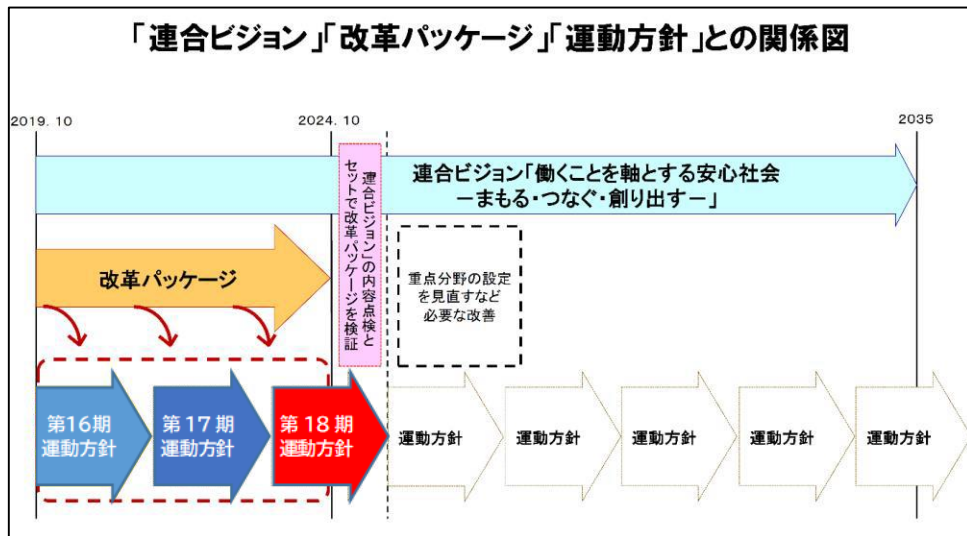 「連合ビジョン」「改革パッケージ」「運動方針」との関係図
2019.10
2024.10
2035
連合ビジョン「働くことを軸とする安心社会
ーまもる・つなぐ・創り出すー」
「連合ビジョン」の内容点検と
セットで改革パッケージを検証
改革パッケージ
重点分野の設定
を見直すなど
必要な改善
第16期
運動方針
第17期
運動方針
第18期
運動方針
運動方針
運動方針
運動方針
運動方針
運動方針